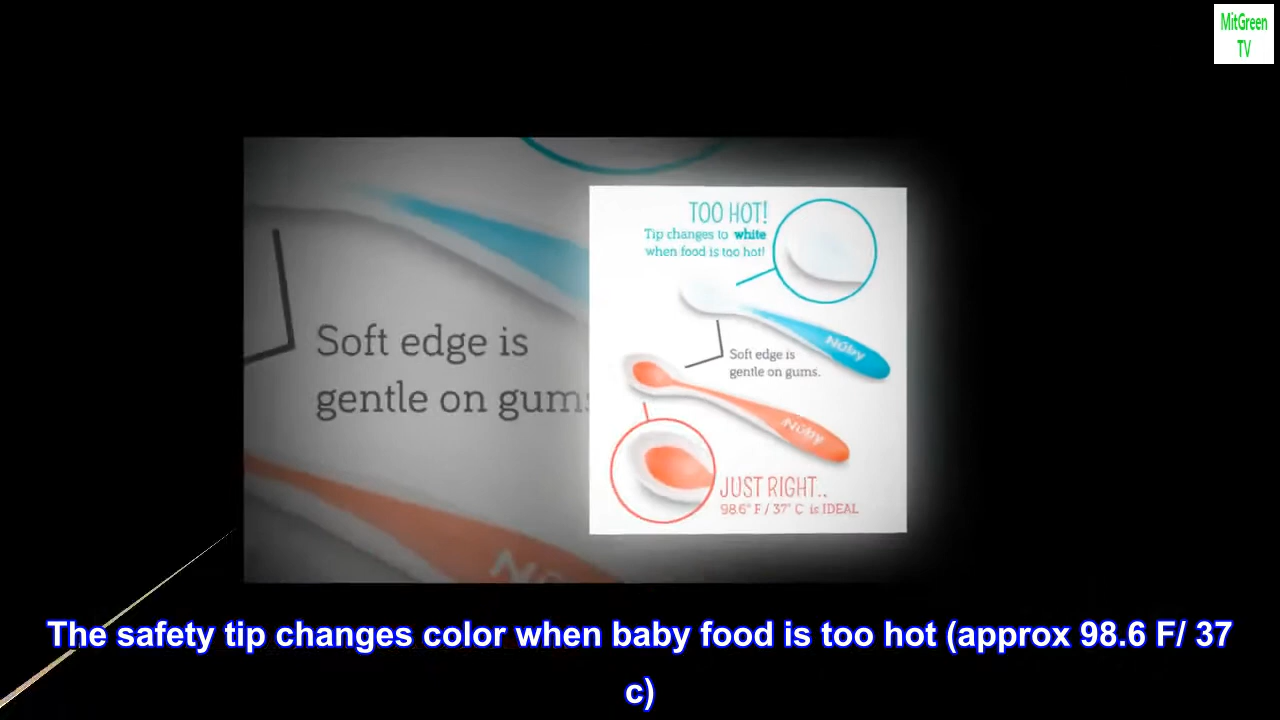 MitGreen
TV
TOO HOT!
Tip changes to white
when food is too hot!
Nûby
Soft edge is
gentle on gums.
Nûby
JUST RIGHT..
98.6° F / 37° C is IDEAL
Soft edge is
gentle on gums
The safety tip changes color when baby food is too hot (approx 98.6 F/ 37
c)